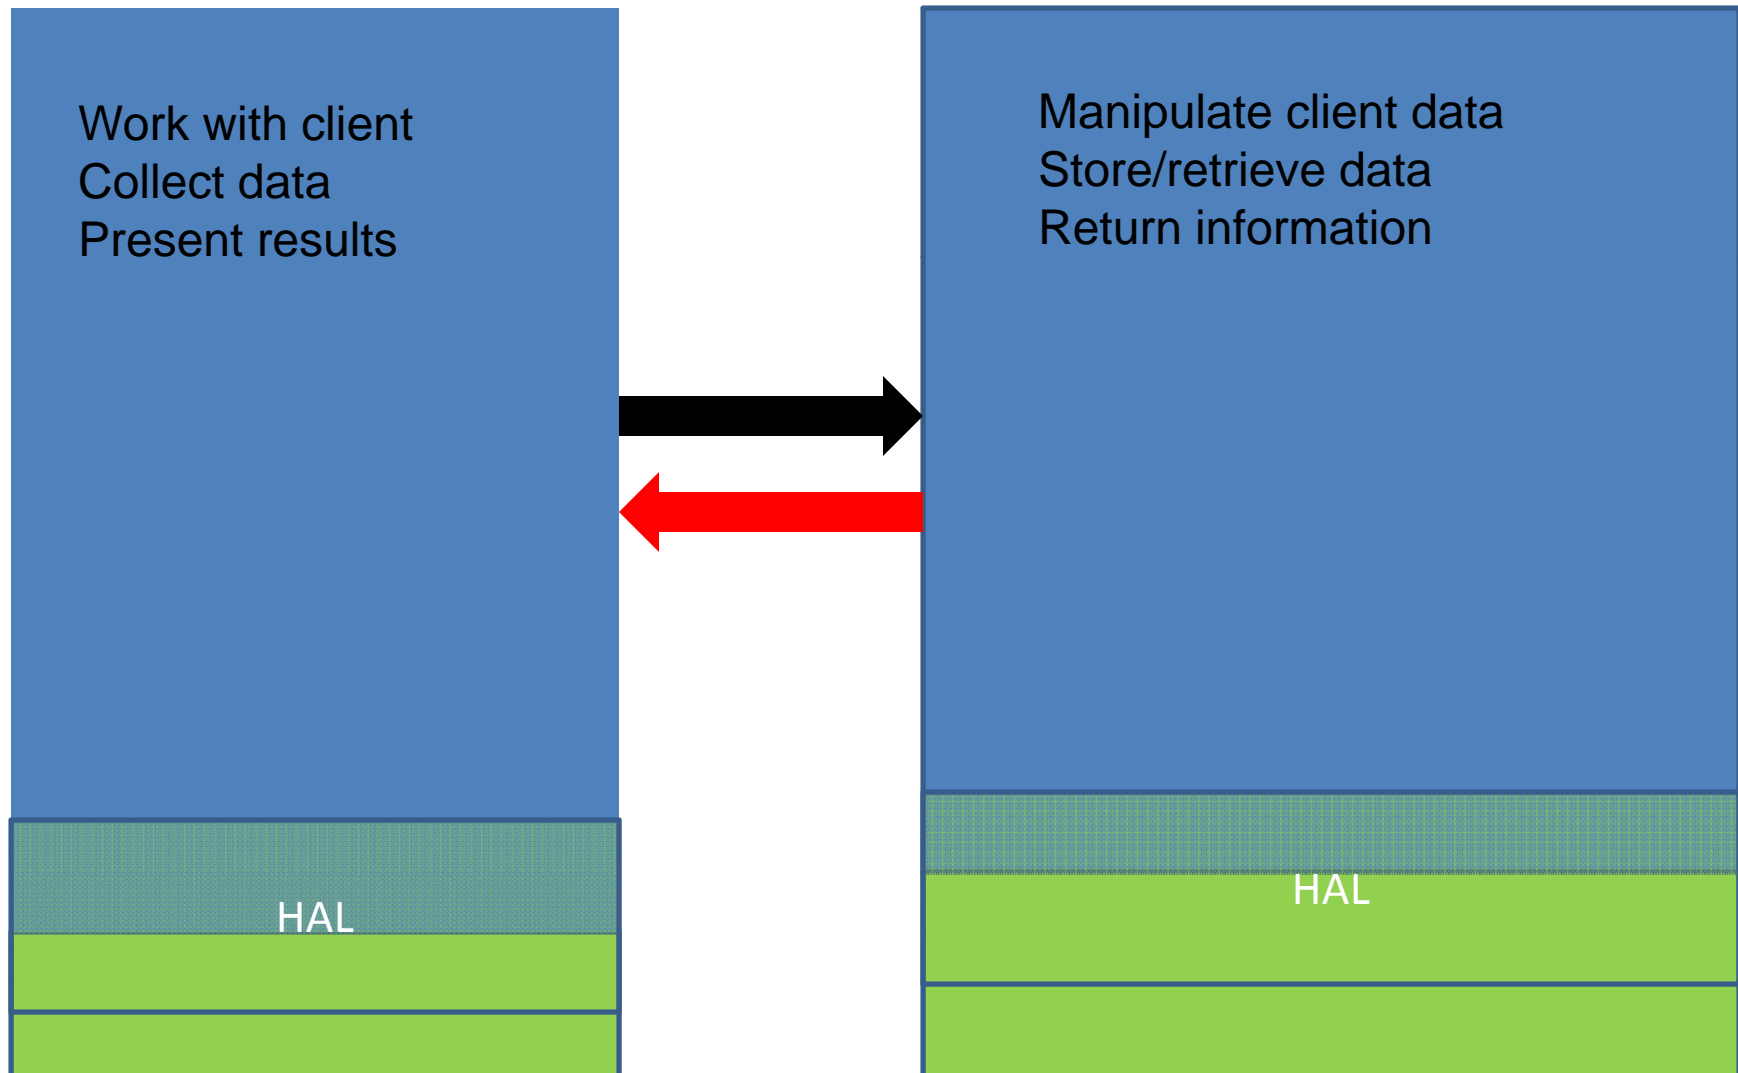 Work with client
Collect data
Present results
Manipulate client data
Store/retrieve data
Return information
HAL
HAL